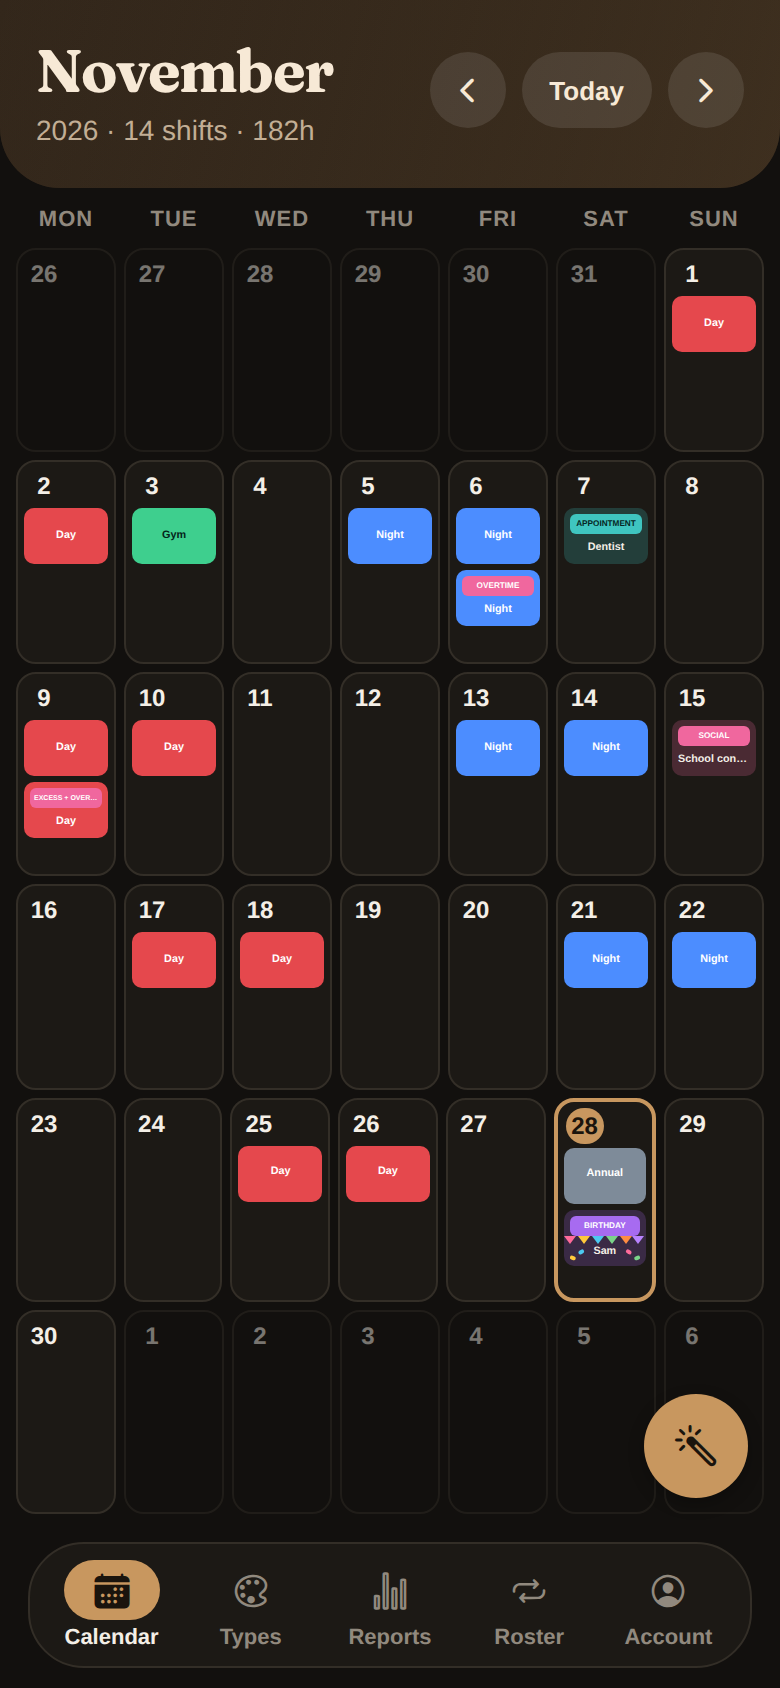 November
2026 · 14 shifts · 182h
Today
MON TUE WED THU FRI SAT SUN
26 27 28 29 30 31 1
Day
2 3 4 5 6 7 8
Day Gym Night Night APPOINTMENT
Dentist
OVERTIME
Night
9 10 11 12 13 14 15
Day Day Night Night SOCIAL
School con...
EXCESS + OVER...
Day
16 17 18 19 20 21 22
Day Day Night Night
23 24 25 26 27 28 29
Day Day Annual
BIRTHDAY
Sam
30 1 2 3 4 5 6
Calendar Types Reports Roster Account